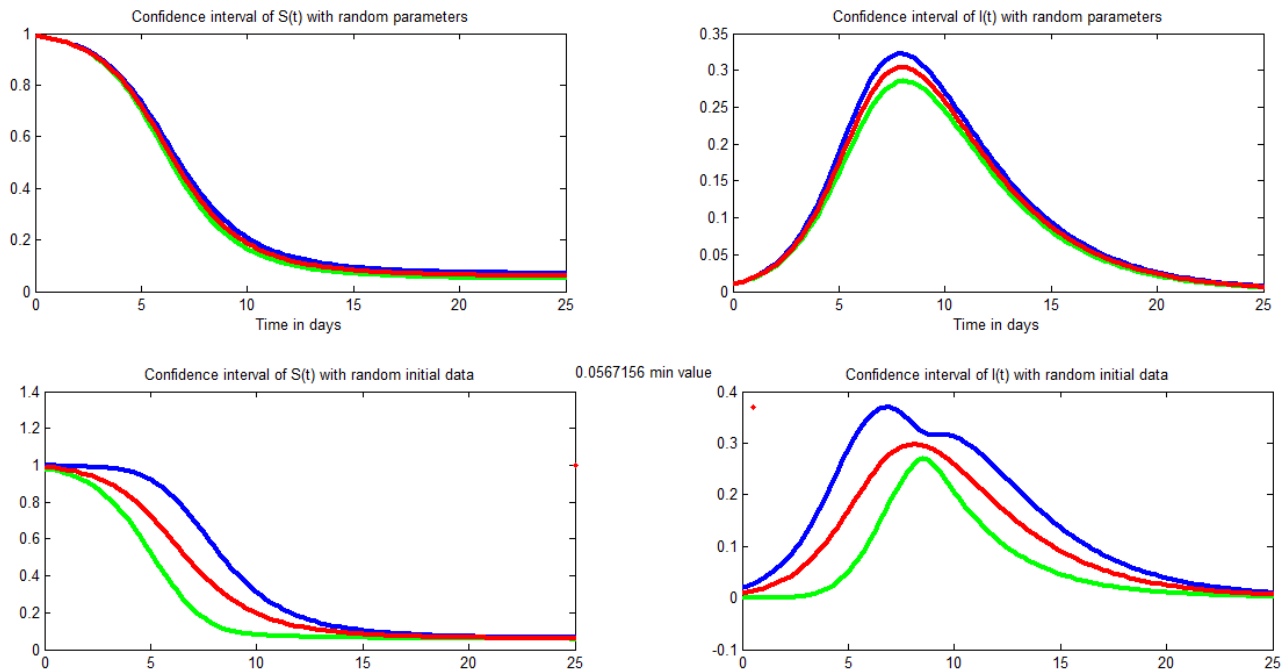 Confidence interval of S(t) with random parameters
1
0.8
0.6
0.4
0.2
0
0 5 10 15 20 25
Time in days
Confidence interval of I(t) with random parameters
0.35
0.3
0.25
0.2
0.15
0.1
0.05
0
0 5 10 15 20 25
Time in days
Confidence interval of S(t) with random initial data
1.4
1.2
1
0.8
0.6
0.4
0.2
0
0 5 10 15 20 25
0.0567156 min value
Confidence interval of I(t) with random initial data
0.4
0.3
0.2
0.1
0
-0.1
0 5 10 15 20 25